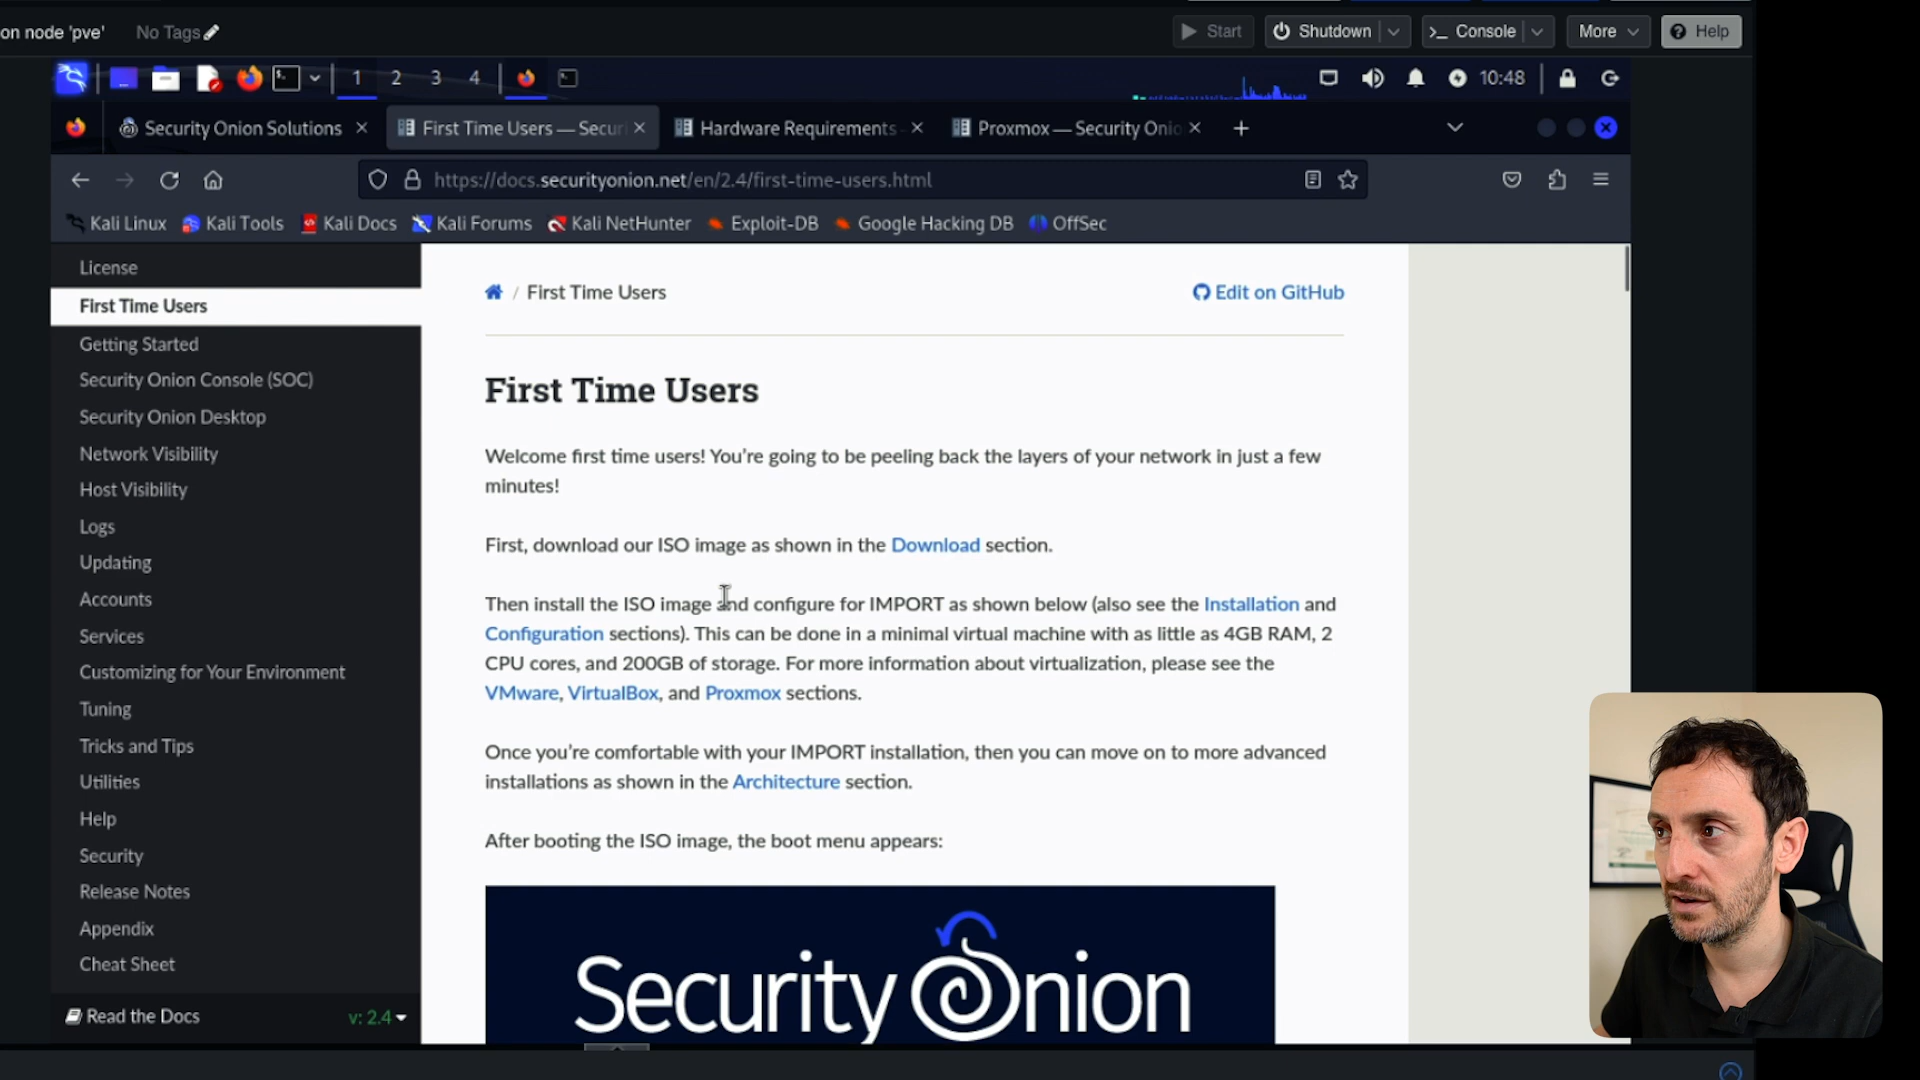 on node 'pve'
No Tags
Start
Shutdown
Console
More
Help
1
2
3
4
10:48
Security Onion Solutions
First Time Users — Securi
Hardware Requirements -
Proxmox — Security Onio
https://docs.securityonion.net/en/2.4/first-time-users.html
Kali Linux
Kali Tools
Kali Docs
Kali Forums
Kali NetHunter
Exploit-DB
Google Hacking DB
OffSec
License
First Time Users
Getting Started
Security Onion Console (SOC)
Security Onion Desktop
Network Visibility
Host Visibility
Logs
Updating
Accounts
Services
Customizing for Your Environment
Tuning
Tricks and Tips
Utilities
Help
Security
Release Notes
Appendix
Cheat Sheet
Read the Docs
v: 2.4
/ First Time Users
Edit on GitHub
First Time Users
Welcome first time users! You’re going to be peeling back the layers of your network in just a few
minutes!
First, download our ISO image as shown in the Download section.
Then install the ISO image and configure for IMPORT as shown below (also see the Installation and
Configuration sections). This can be done in a minimal virtual machine with as little as 4GB RAM, 2
CPU cores, and 200GB of storage. For more information about virtualization, please see the
VMware, VirtualBox, and Proxmox sections.
Once you’re comfortable with your IMPORT installation, then you can move on to more advanced
installations as shown in the Architecture section.
After booting the ISO image, the boot menu appears:
Security Onion